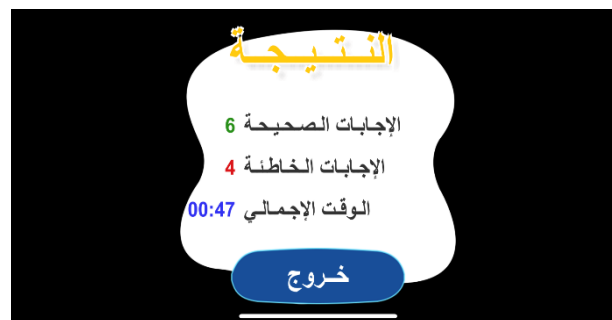 النتيجة
الإجابات الصحيحة 6
الإجابات الخاطئة 4
الوقت الإجمالي 00:47
خروج